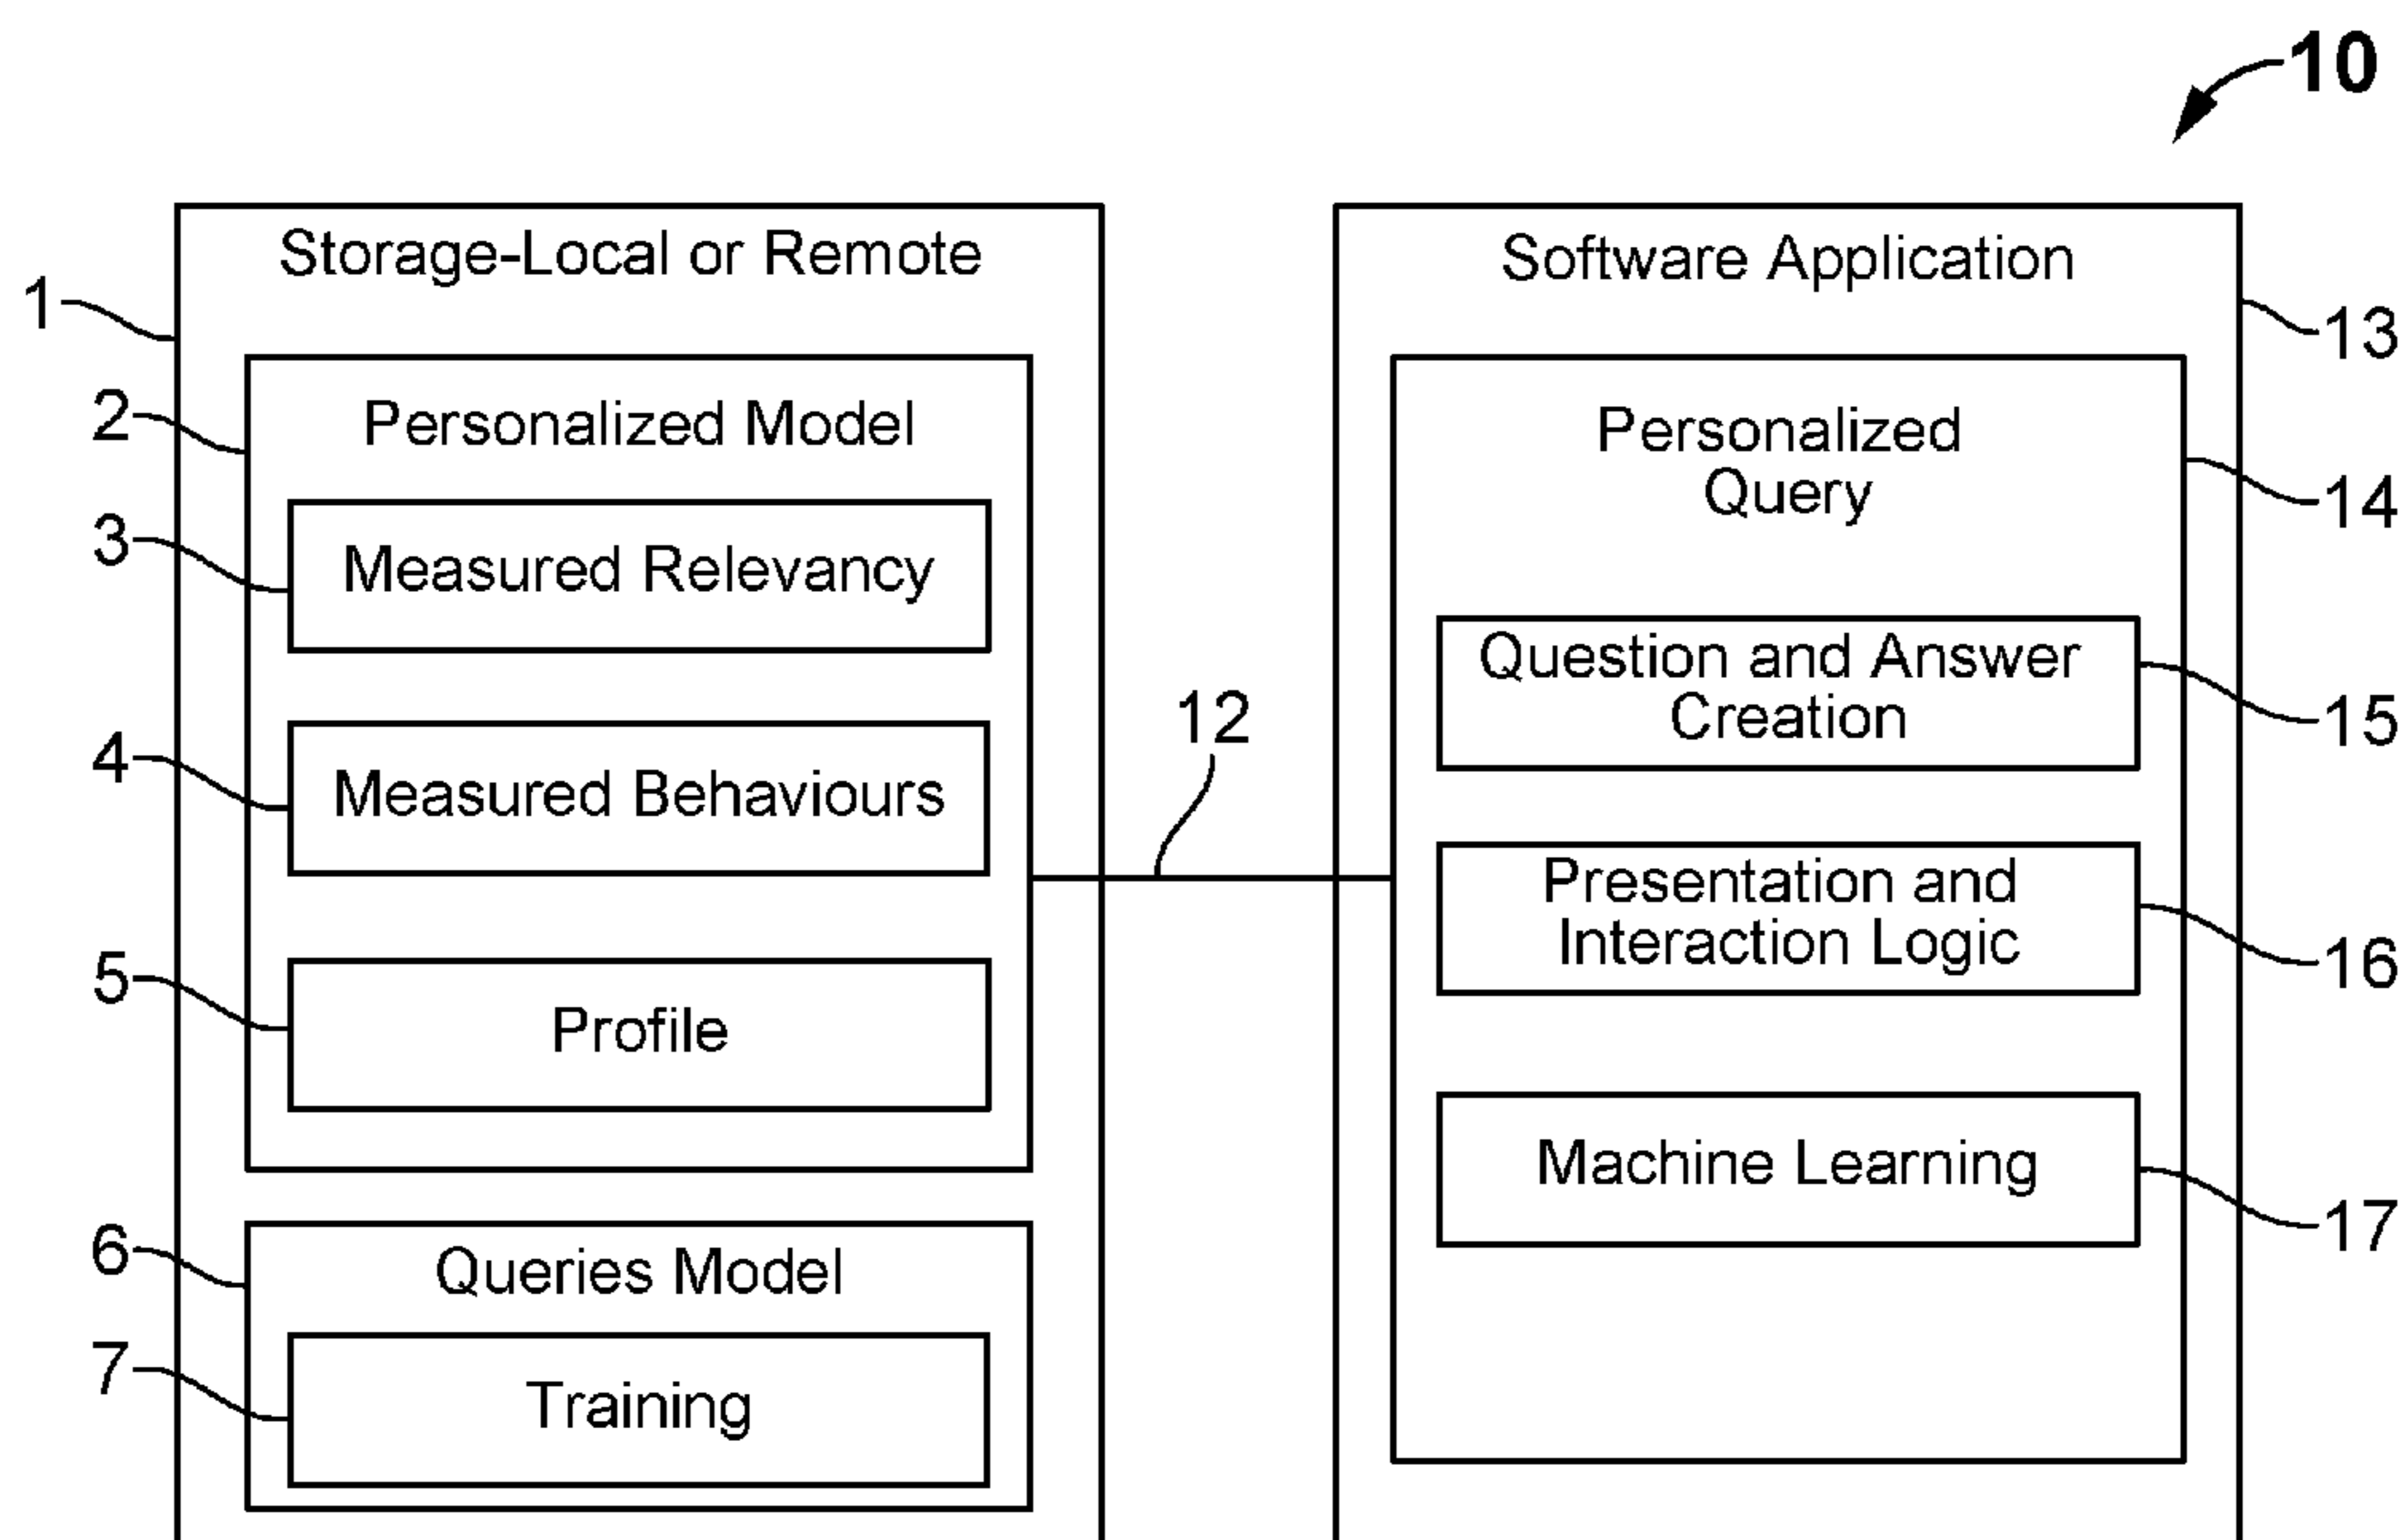 10
Storage-Local or Remote
1
2
Personalized Model
3
Measured Relevancy
4
Measured Behaviours
5
Profile
6
Queries Model
7
Training
12
Software Application
13
Personalized
Query
14
Question and Answer
Creation
15
Presentation and
Interaction Logic
16
Machine Learning
17